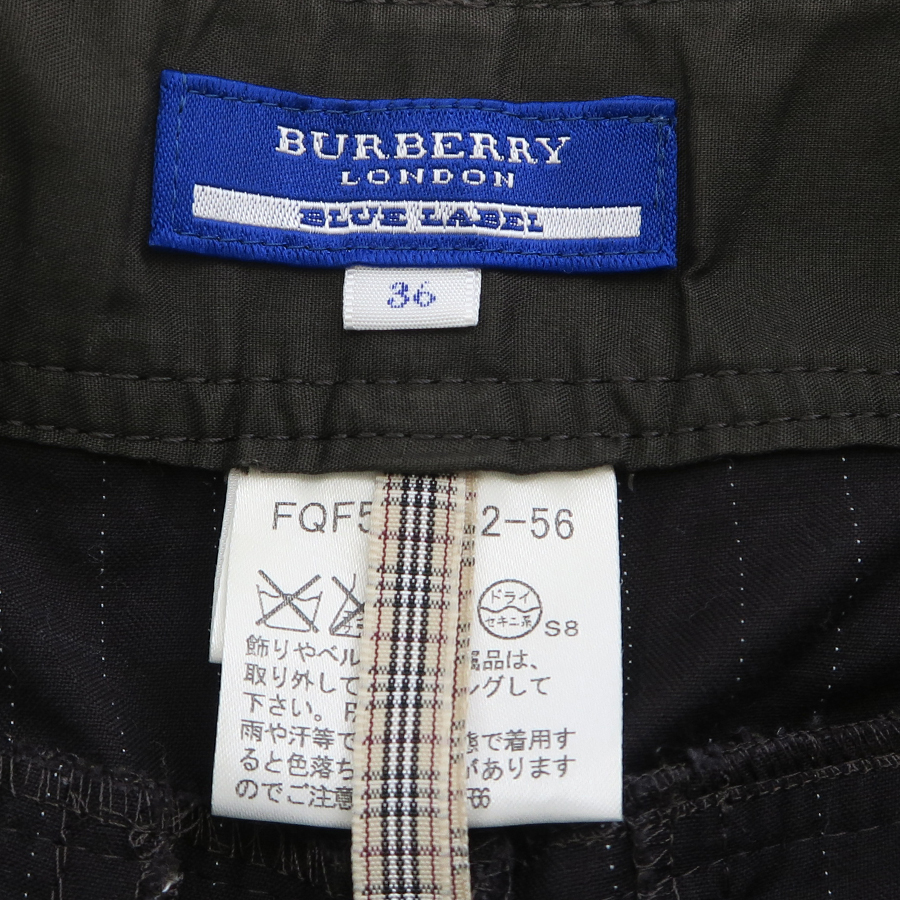 BURBERRY
LONDON
BLUE LABEL
36
FQF5 2-56
ドライ
セキユ系
S8
飾りやベル 属品は、
取り外して ングして
下さい。
雨や汗等で 態で着用す
ると色落ち があります
のでご注意